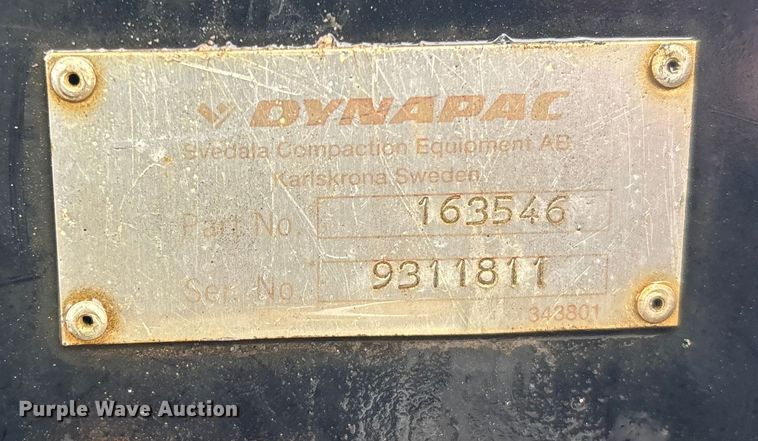 DYNAPAC
Svedala Compaction Equipment AB
Karlskrona Sweden
Part No. 163546
Ser. No. 9311811
343801
Purple Wave Auction